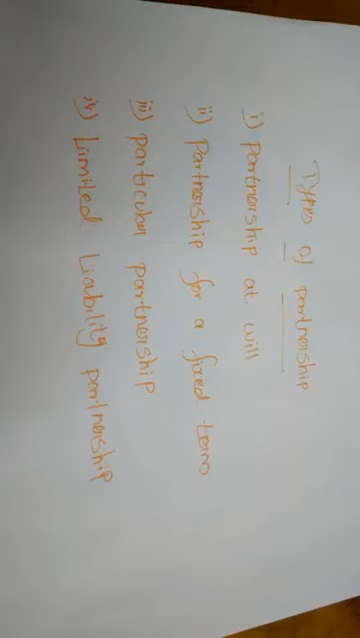 Types of partnership
i) partnership at will
ii) partnership for a fixed term
iii) particular partnership
iv) Limited Liability partnership